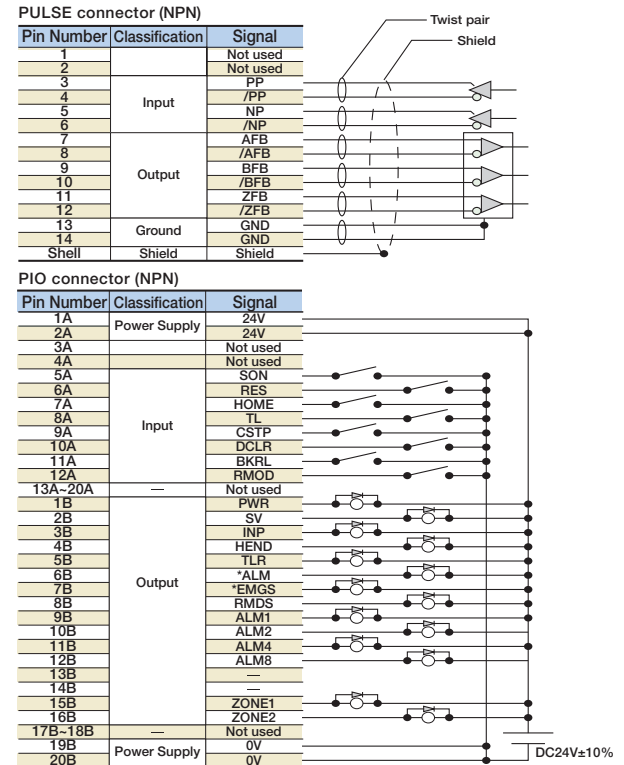 PULSE connector (NPN)
Twist pair
Shield
Pin Number Classification Signal
1 Not used
2 Not used
3 PP
4 /PP
Input
5 NP
6 /NP
7 AFB
8 /AFB
9 BFB
Output
10 /BFB
11 ZFB
12 /ZFB
13 GND
Ground
14 GND
Shell Shield Shield
PIO connector (NPN)
Pin Number Classification Signal
1A 24V
Power Supply
2A 24V
3A Not used
4A Not used
5A SON
6A RES
7A HOME
8A TL
Input
9A CSTP
10A DCLR
11A BKRL
12A RMOD
13A~20A — Not used
1B PWR
2B SV
3B INP
4B HEND
5B TLR
6B *ALM
Output
7B *EMGS
8B RMDS
9B ALM1
10B ALM2
11B ALM4
12B ALM8
13B —
14B —
15B ZONE1
16B ZONE2
17B~18B — Not used
19B 0V
Power Supply
20B 0V
DC24V±10%